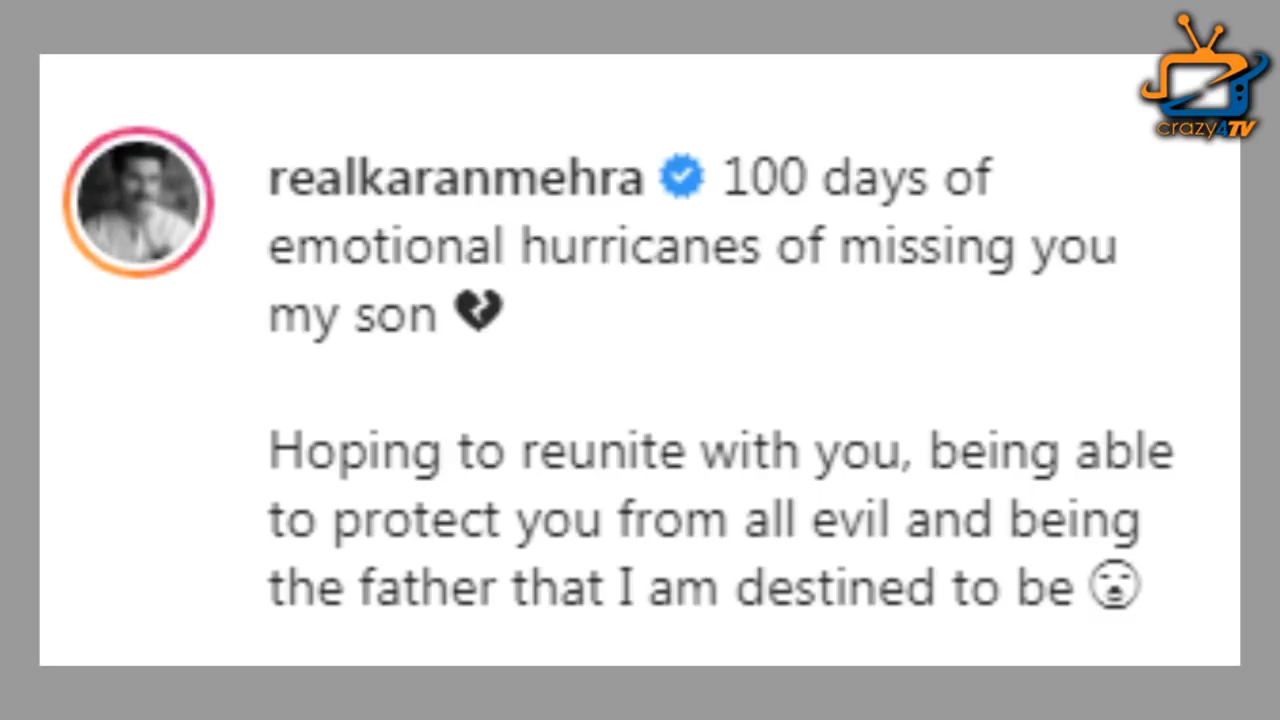 crazy4TV
realkaranmehra 100 days of
emotional hurricanes of missing you
my son 💔
Hoping to reunite with you, being able
to protect you from all evil and being
the father that I am destined to be